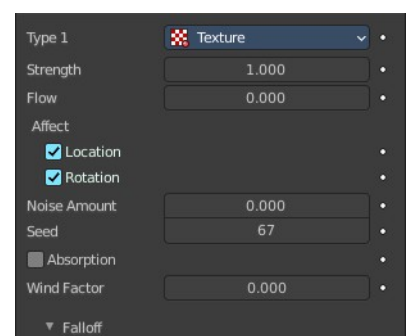 Type 1 Texture
Strength 1.000
Flow 0.000
Affect
Location
Rotation
Noise Amount 0.000
Seed 67
Absorption
Wind Factor 0.000
Falloff